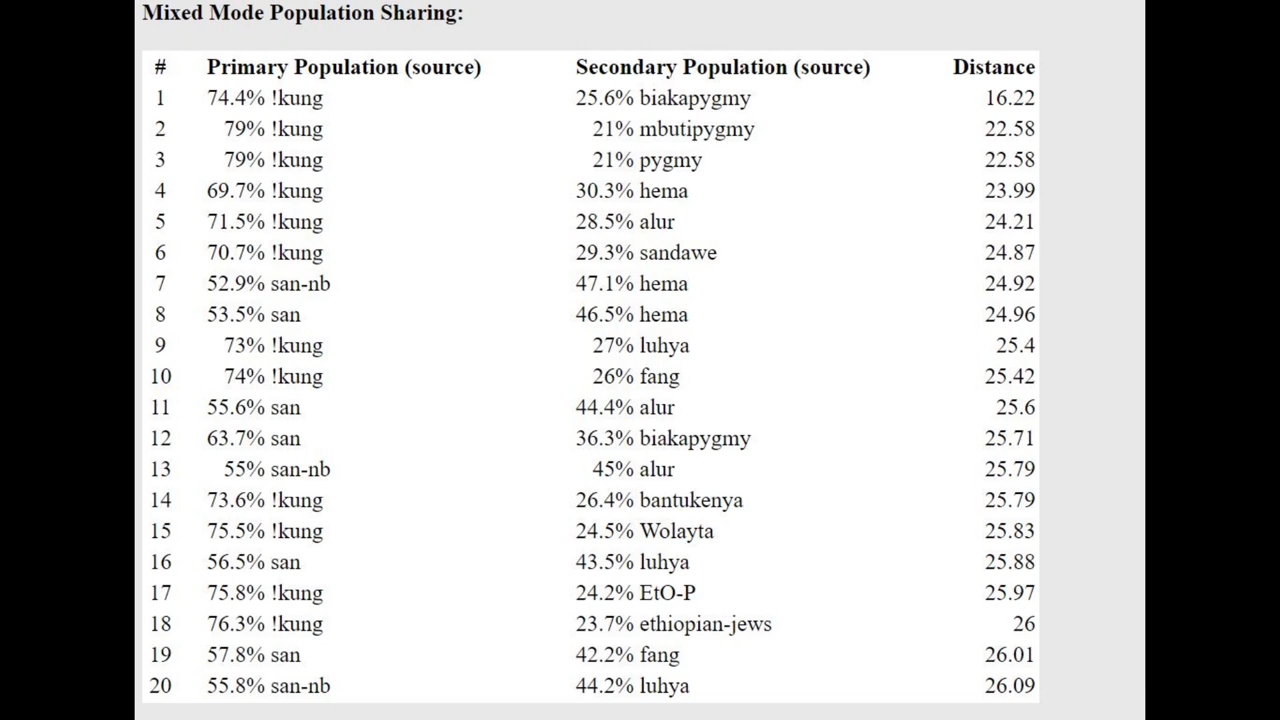 Mixed Mode Population Sharing:
# Primary Population (source) Secondary Population (source) Distance
1 74.4% !kung 25.6% biakapygmy 16.22
2 79% !kung 21% mbutipygmy 22.58
3 79% !kung 21% pygmy 22.58
4 69.7% !kung 30.3% hema 23.99
5 71.5% !kung 28.5% alur 24.21
6 70.7% !kung 29.3% sandawe 24.87
7 52.9% san-nb 47.1% hema 24.92
8 53.5% san 46.5% hema 24.96
9 73% !kung 27% luhya 25.4
10 74% !kung 26% fang 25.42
11 55.6% san 44.4% alur 25.6
12 63.7% san 36.3% biakapygmy 25.71
13 55% san-nb 45% alur 25.79
14 73.6% !kung 26.4% bantukenya 25.79
15 75.5% !kung 24.5% Wolayta 25.83
16 56.5% san 43.5% luhya 25.88
17 75.8% !kung 24.2% EtO-P 25.97
18 76.3% !kung 23.7% ethiopian-jews 26
19 57.8% san 42.2% fang 26.01
20 55.8% san-nb 44.2% luhya 26.09